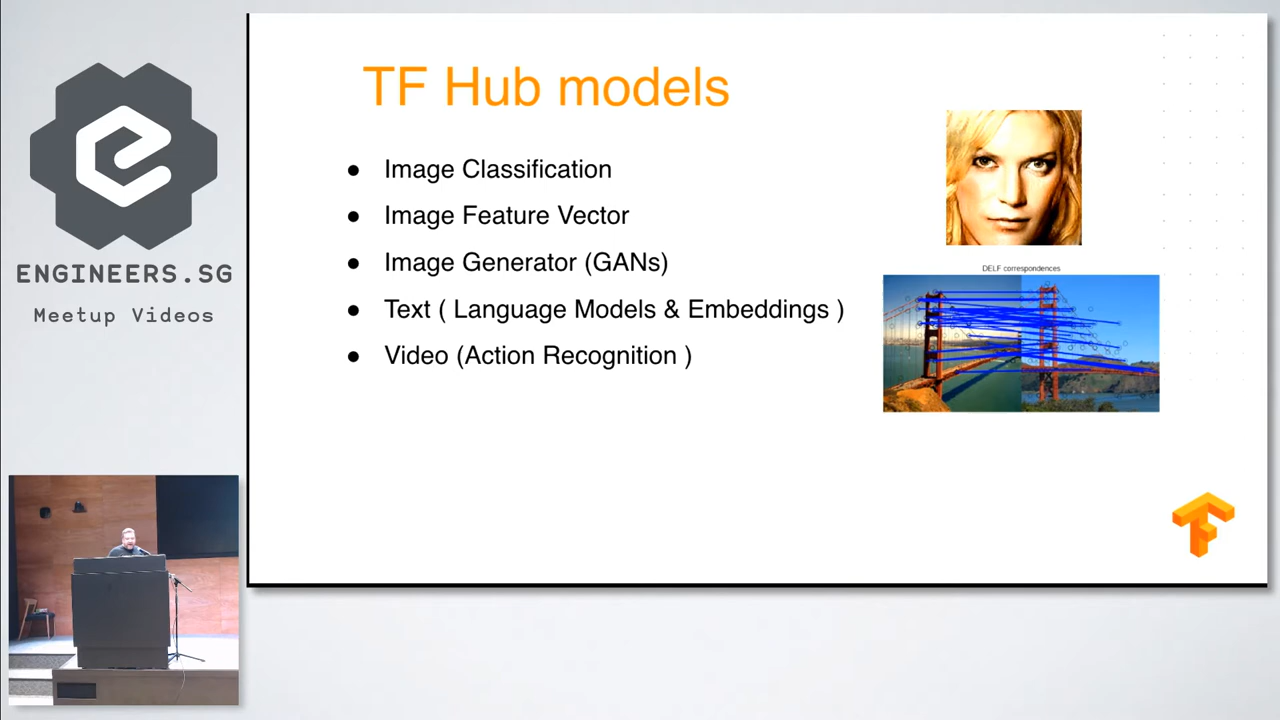 ENGINEERS.SG
Meetup Videos
TF Hub models
● Image Classification
● Image Feature Vector
● Image Generator (GANs)
● Text ( Language Models & Embeddings )
● Video (Action Recognition )
DELF correspondences